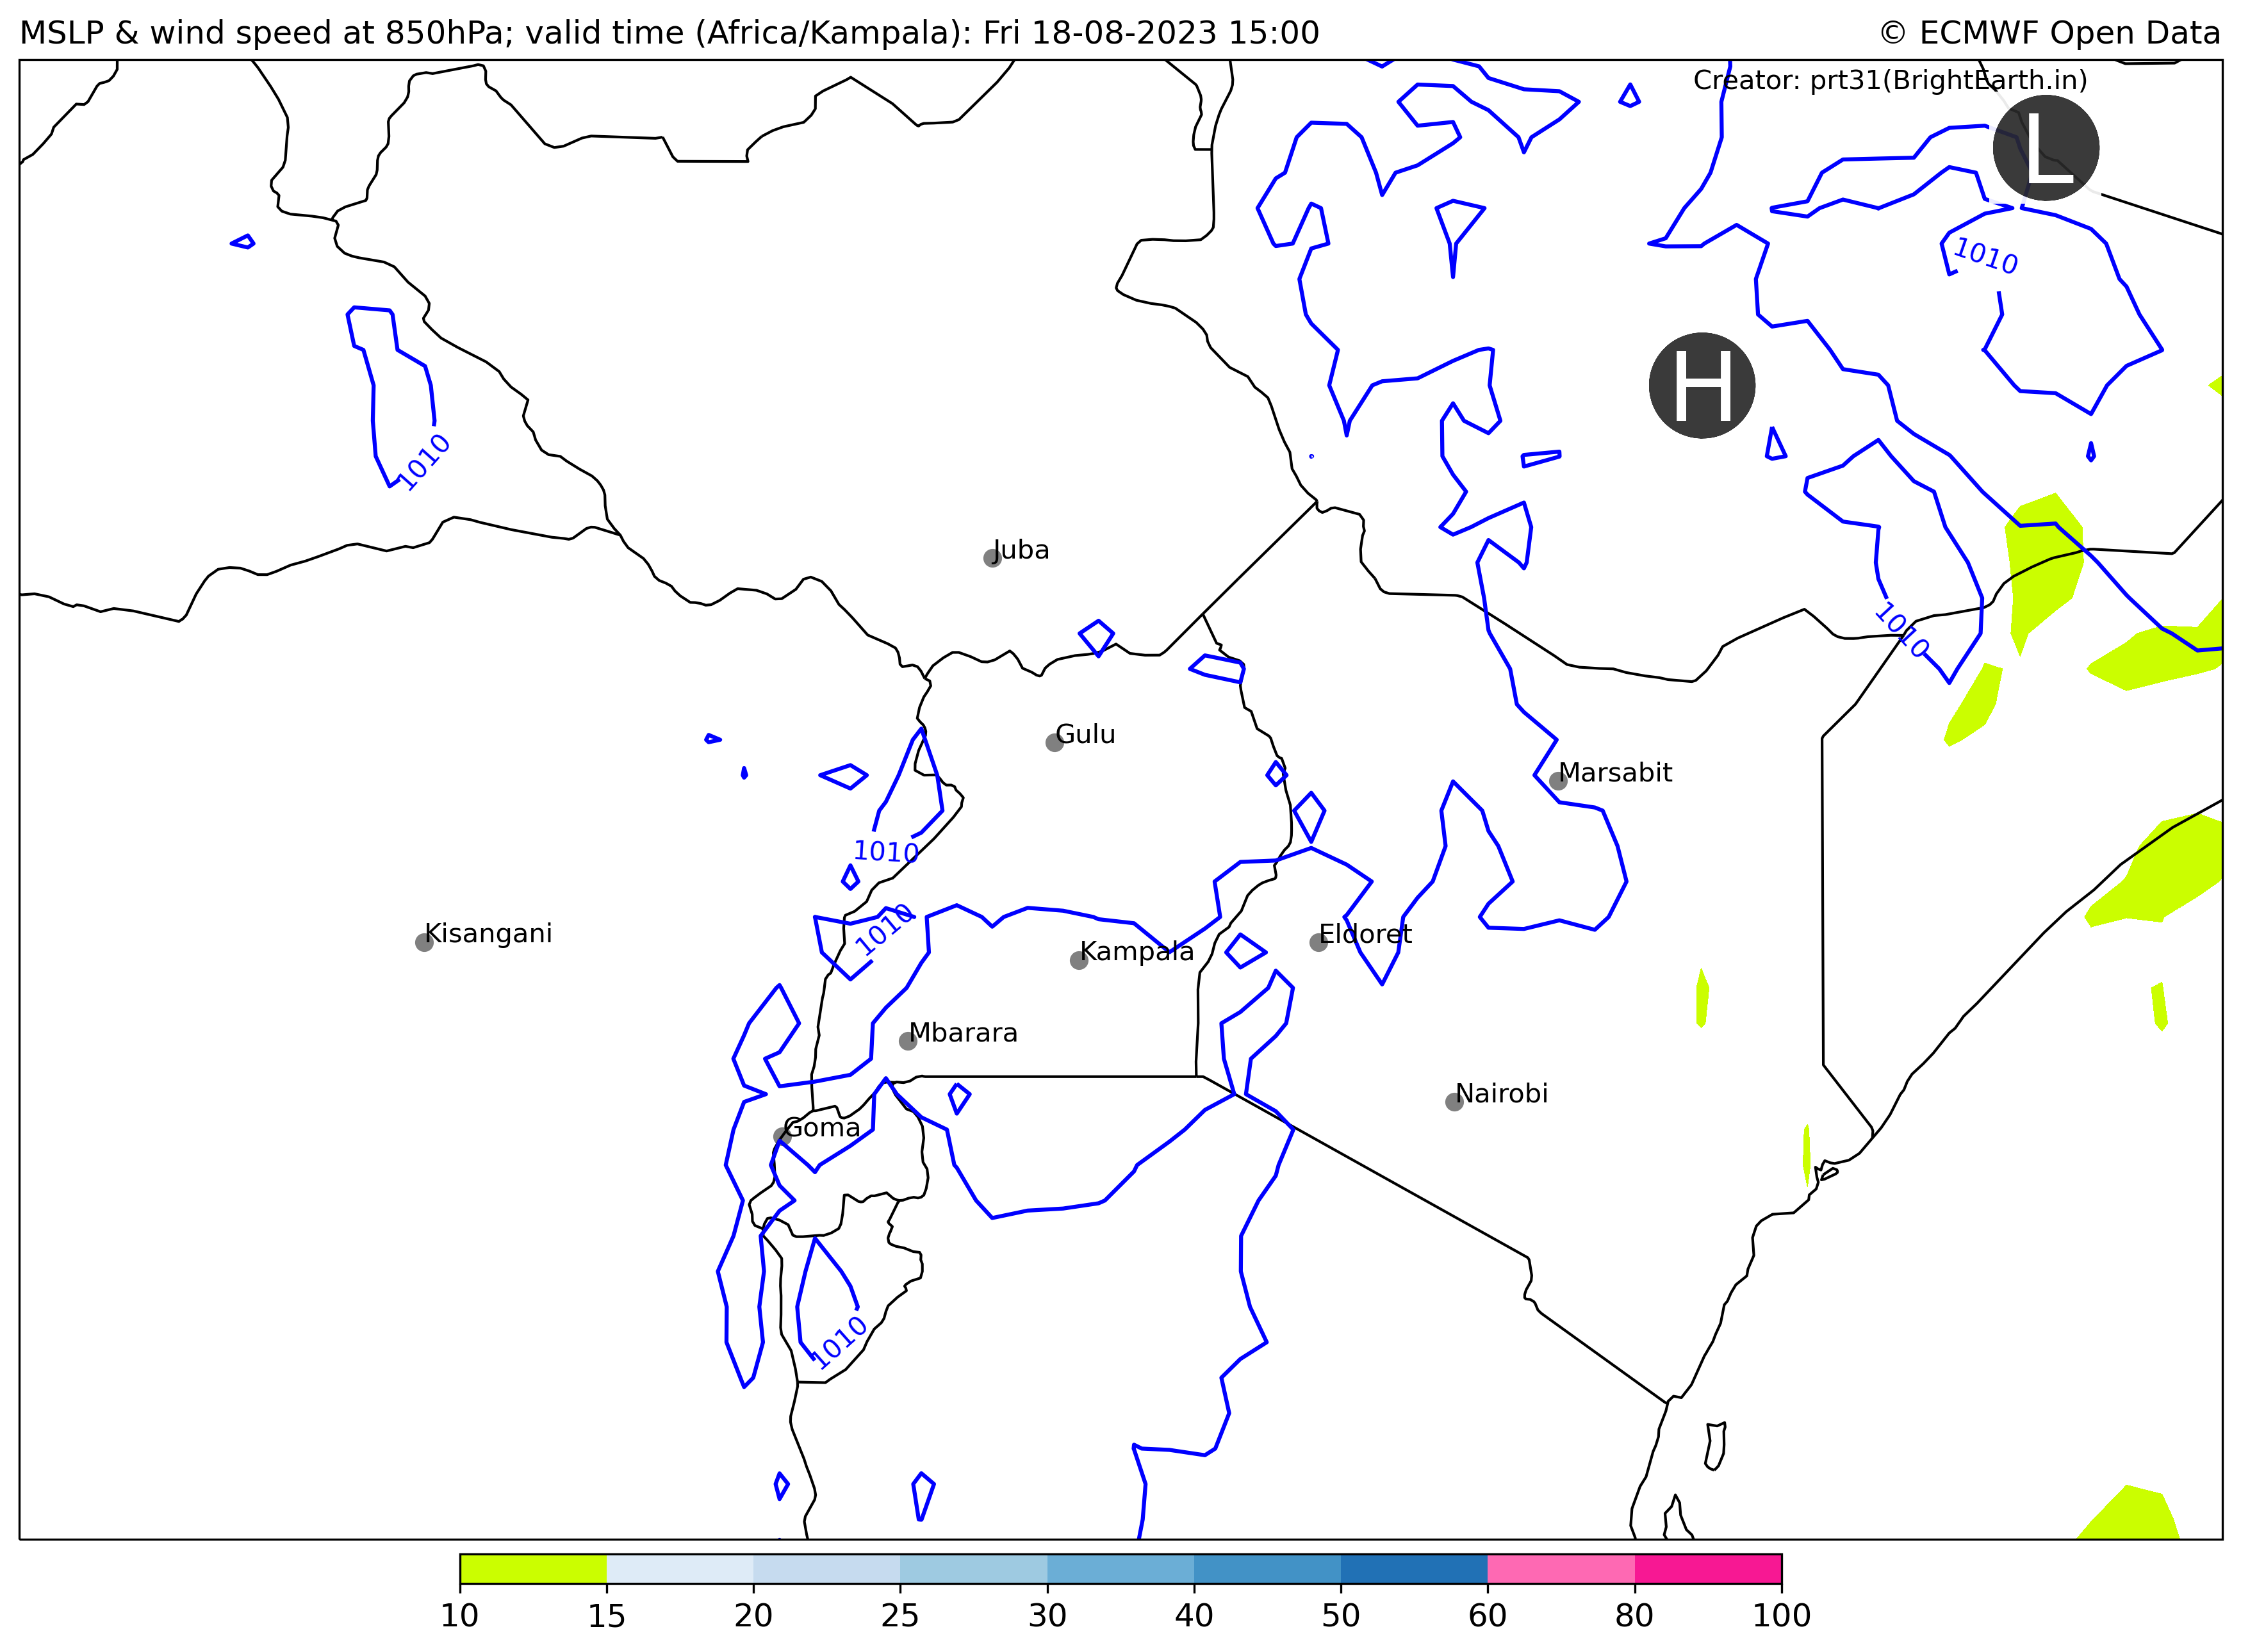 MSLP & wind speed at 850hPa; valid time (Africa/Kampala): Fri 18-08-2023 15:00
© ECMWF Open Data
Creator: prt31(BrightEarth.in)
L
1010
H
1010
Juba
1010
Gulu
Marsabit
1010
1010
Kisangani
Eldoret
Kampala
Mbarara
Nairobi
Goma
1010
10 15 20 25 30 40 50 60 80 100